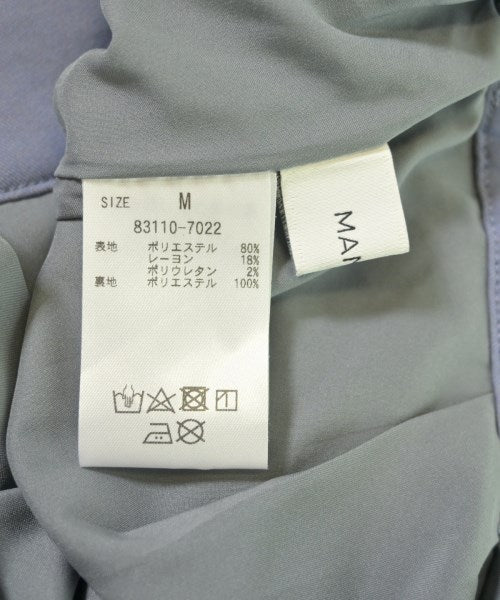 SIZE M
83110-7022
表地 ポリエステル 80%
レーヨン 18%
ポリウレタン 2%
裏地 ポリエステル 100%
MAN